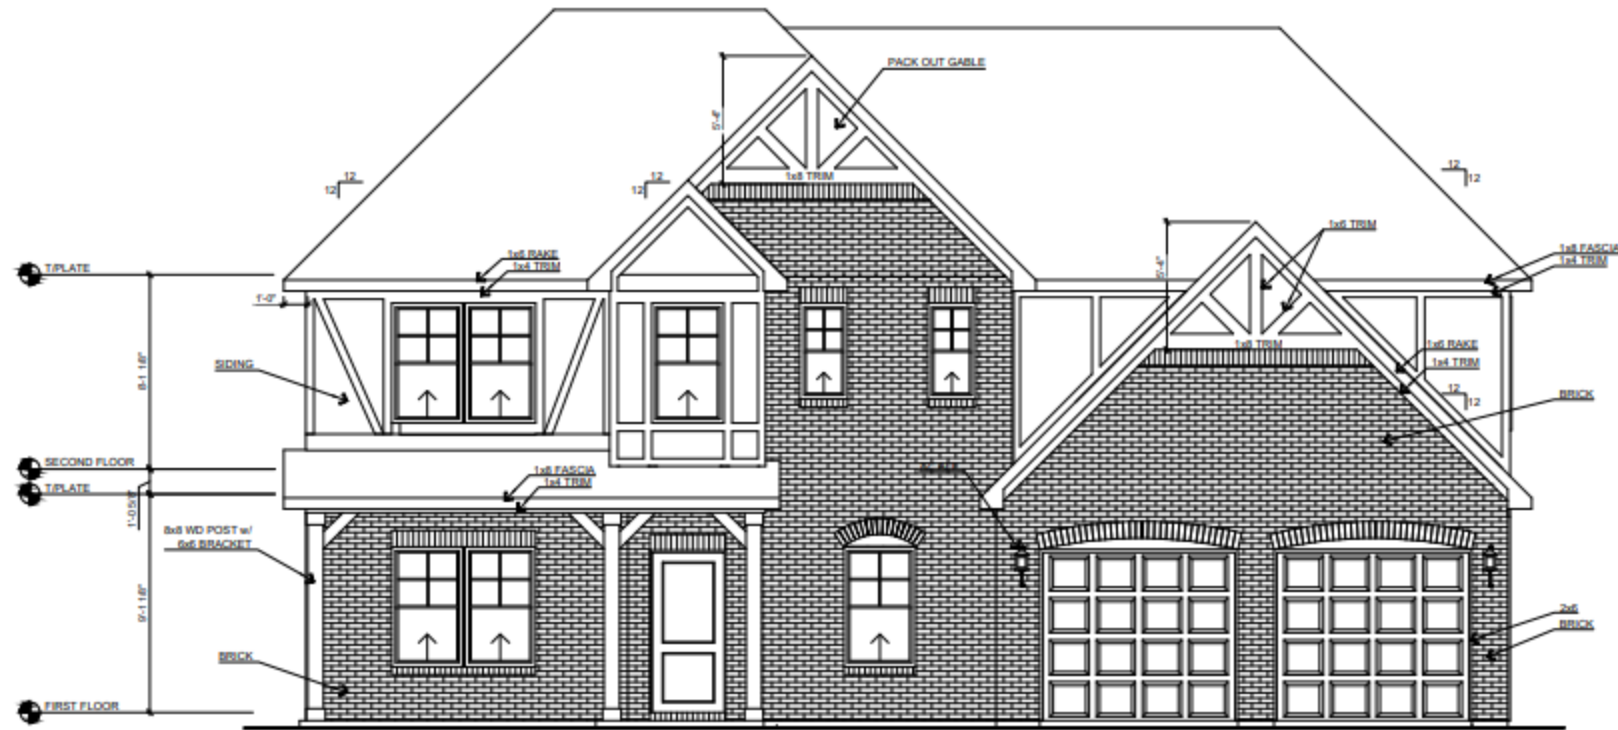 PACK OUT GABLE
5'-4"
1x8 TRIM
12
12
12
12
12
12
1x6 TRIM
T/PLATE
1x6 RAKE
1x4 TRIM
1x8 FASCIA
1x4 TRIM
1'-0"
5'-4"
1x8 TRIM
1x6 RAKE
1x4 TRIM
8'-1 1/8"
SIDING
12
12
BRICK
SECOND FLOOR
T/PLATE
1x8 FASCIA
1x4 TRIM
8x8 WD POST w/
6x6 BRACKET
9'-1 1/8"
2x6
BRICK
BRICK
FIRST FLOOR